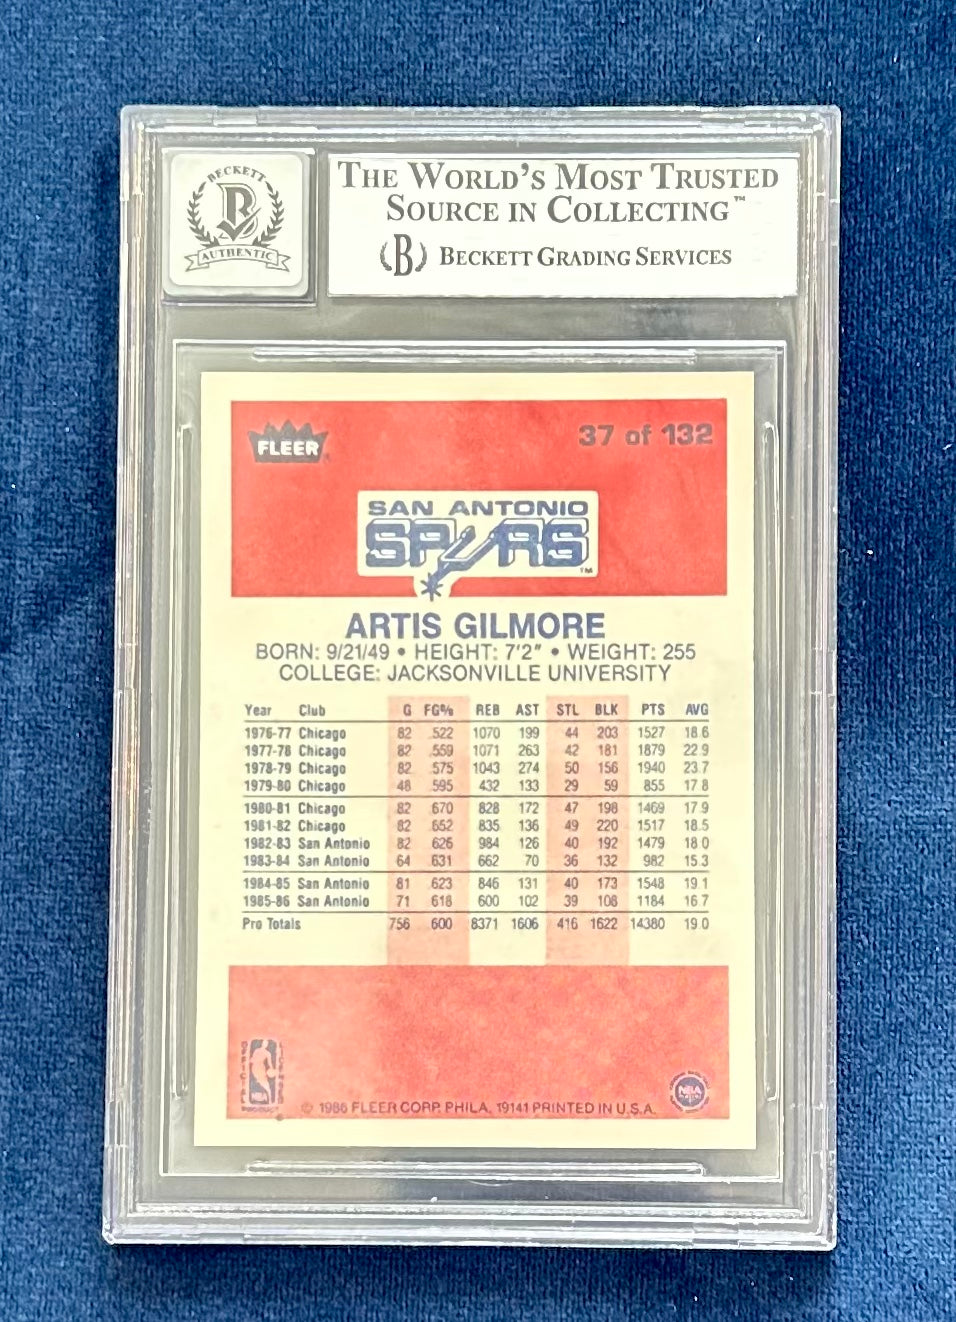 BECKETT
B
AUTHENTIC
THE WORLD'S MOST TRUSTED
SOURCE IN COLLECTING™
(B) BECKETT GRADING SERVICES
FLEER
37 of 132
SAN ANTONIO
SPURS™
ARTIS GILMORE
BORN: 9/21/49 • HEIGHT: 7'2" • WEIGHT: 255
COLLEGE: JACKSONVILLE UNIVERSITY
Year Club G FG% REB AST STL BLK PTS AVG
1976-77 Chicago 82 .522 1070 199 44 203 1527 18.6
1977-78 Chicago 82 .559 1071 263 42 181 1879 22.9
1978-79 Chicago 82 .575 1043 274 50 156 1940 23.7
1979-80 Chicago 48 .595 432 133 29 59 855 17.8
1980-81 Chicago 82 .670 828 172 47 198 1469 17.9
1981-82 Chicago 82 .652 835 136 49 220 1517 18.5
1982-83 San Antonio 82 .626 984 126 40 192 1479 18.0
1983-84 San Antonio 64 .631 662 70 36 132 982 15.3
1984-85 San Antonio 81 .623 846 131 40 173 1548 19.1
1985-86 San Antonio 71 .618 600 102 39 108 1184 16.7
Pro Totals 756 .600 8371 1606 416 1622 14380 19.0
OFFICIAL LICENSED
NBA
PRODUCT
© 1986 FLEER CORP. PHILA. 19141 PRINTED IN U.S.A.
NBA